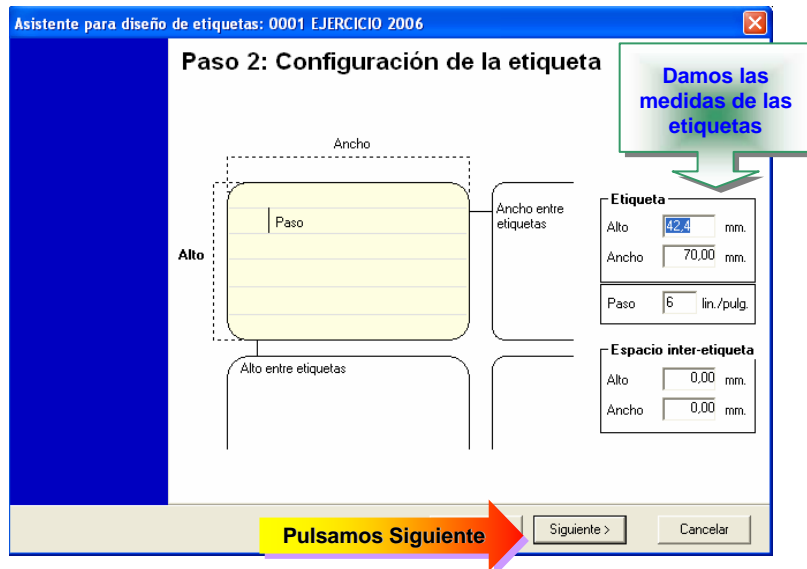 Asistente para diseño de etiquetas: 0001 EJERCICIO 2006
Paso 2: Configuración de la etiqueta
Damos las
medidas de las
etiquetas
Ancho
Paso
Ancho entre
etiquetas
Alto
Alto entre etiquetas
Etiqueta
Alto 42,4 mm.
Ancho 70,00 mm.
Paso 6 lin./pulg.
Espacio inter-etiqueta
Alto 0,00 mm.
Ancho 0,00 mm.
Pulsamos Siguiente
Siguiente >
Cancelar